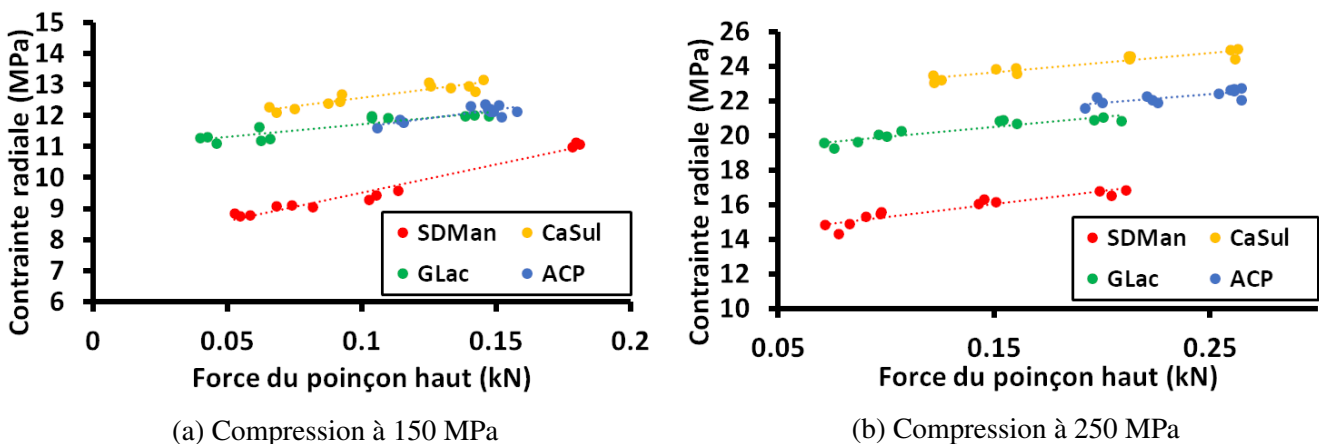 Contrainte radiale (MPa)
15
14
13
12
11
10
9
8
7
6
0
0.05
0.1
0.15
0.2
Force du poinçon haut (kN)
SDMan
CaSul
GLac
ACP
(a) Compression à 150 MPa
Contrainte radiale (MPa)
26
24
22
20
18
16
14
12
10
0.05
0.15
0.25
Force du poinçon haut (kN)
SDMan
CaSul
GLac
ACP
(b) Compression à 250 MPa